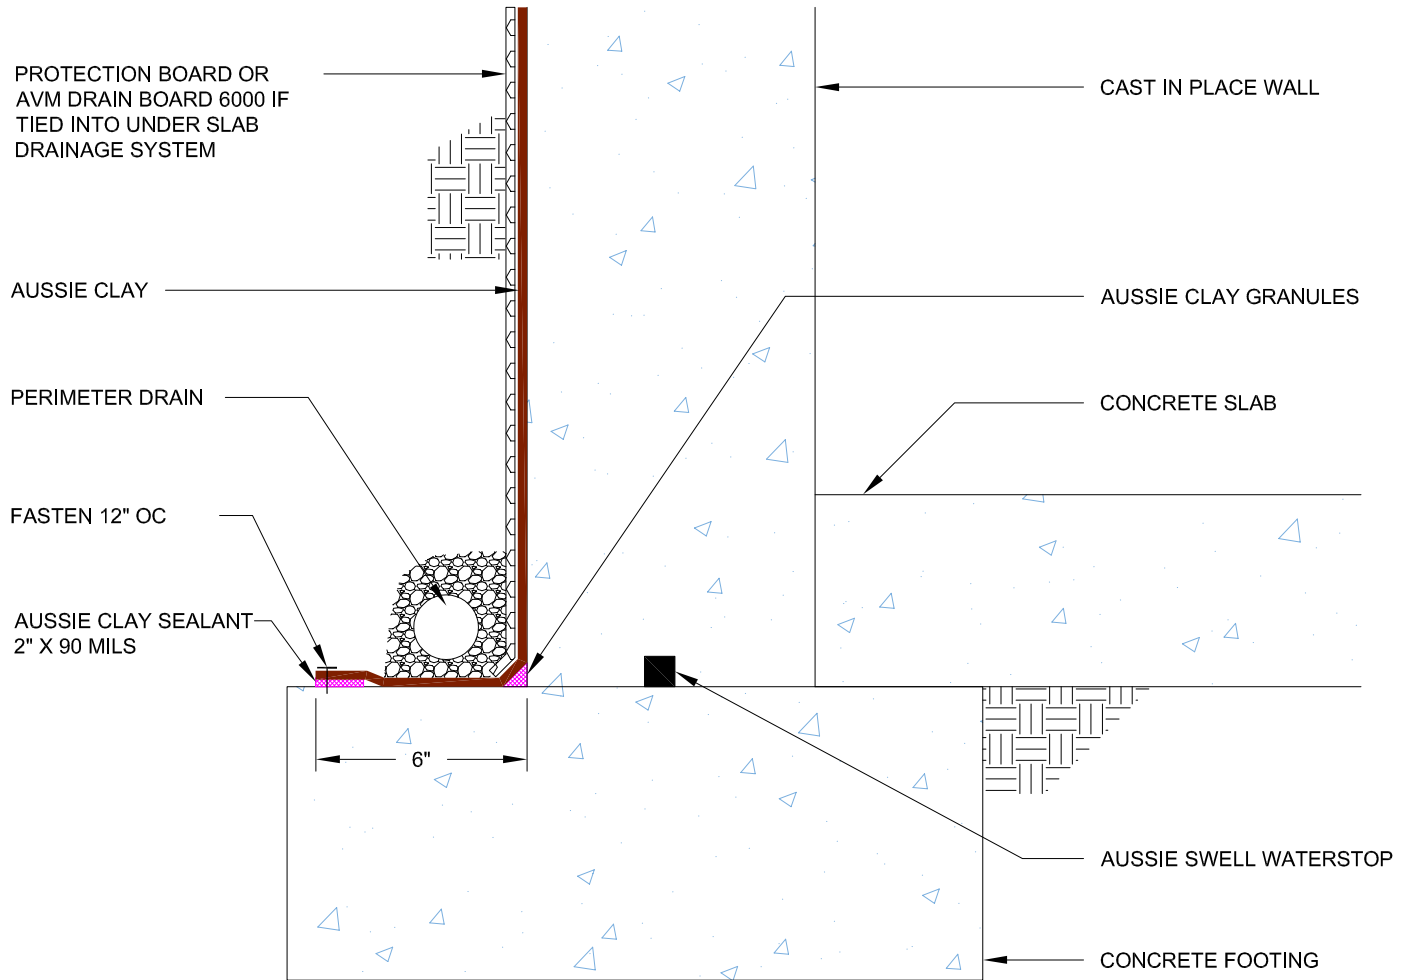 PROTECTION BOARD OR
AVM DRAIN BOARD 6000 IF
TIED INTO UNDER SLAB
DRAINAGE SYSTEM
AUSSIE CLAY
PERIMETER DRAIN
FASTEN 12" OC
AUSSIE CLAY SEALANT
2" X 90 MILS
6"
CAST IN PLACE WALL
AUSSIE CLAY GRANULES
CONCRETE SLAB
AUSSIE SWELL WATERSTOP
CONCRETE FOOTING